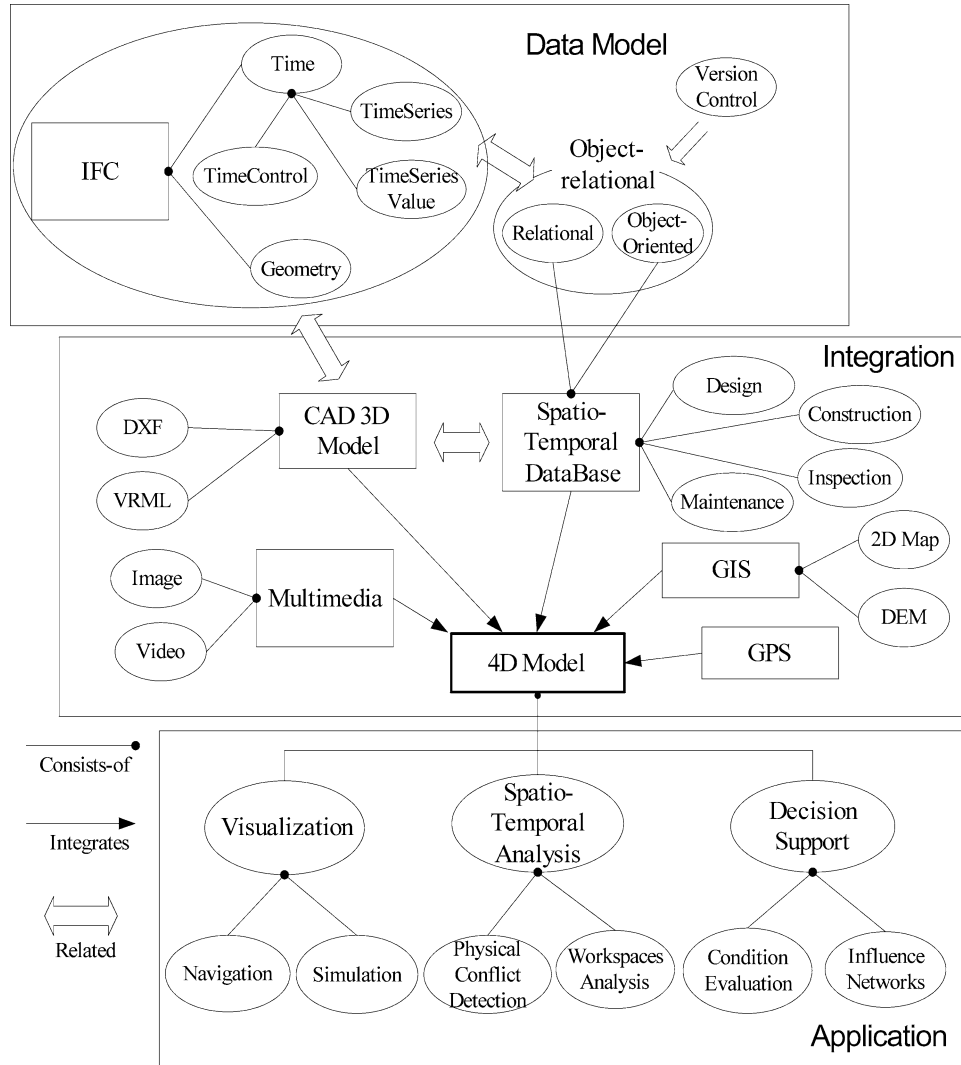 Data Model
Time
Version
Control
TimeSeries
IFC
Object-
relational
TimeControl
TimeSeries
Value
Relational
Object-
Oriented
Geometry
Integration
Design
DXF
CAD 3D
Model
Spatio-
Temporal
DataBase
Construction
VRML
Maintenance
Inspection
2D Map
Image
Multimedia
GIS
DEM
Video
4D Model
GPS
Consists-of
Integrates
Related
Visualization
Spatio-
Temporal
Analysis
Decision
Support
Navigation
Simulation
Physical
Conflict
Detection
Workspaces
Analysis
Condition
Evaluation
Influence
Networks
Application